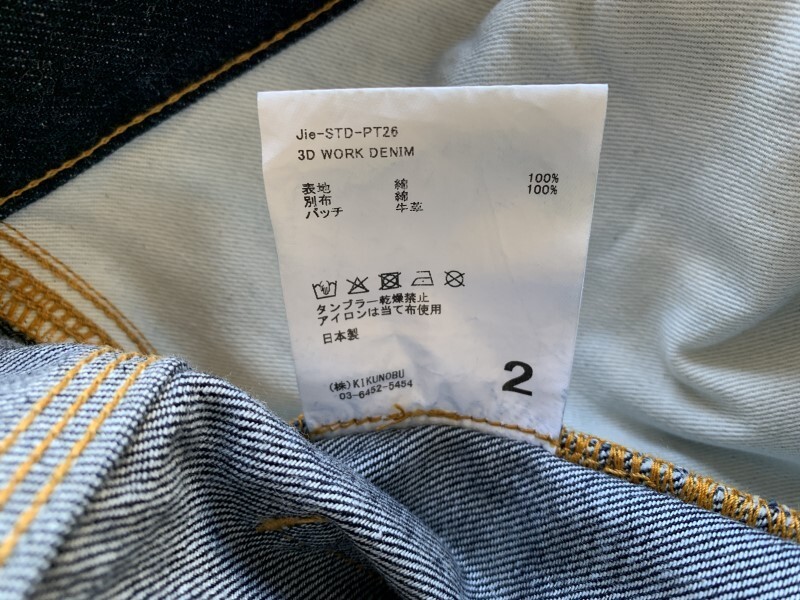 Jie-STD-PT26
3D WORK DENIM
表地 綿 100%
別布 綿 100%
パッチ 牛革
タンブラー乾燥禁止
アイロンは当て布使用
日本製
(株)KIKUNOBU
03-6452-5454
2